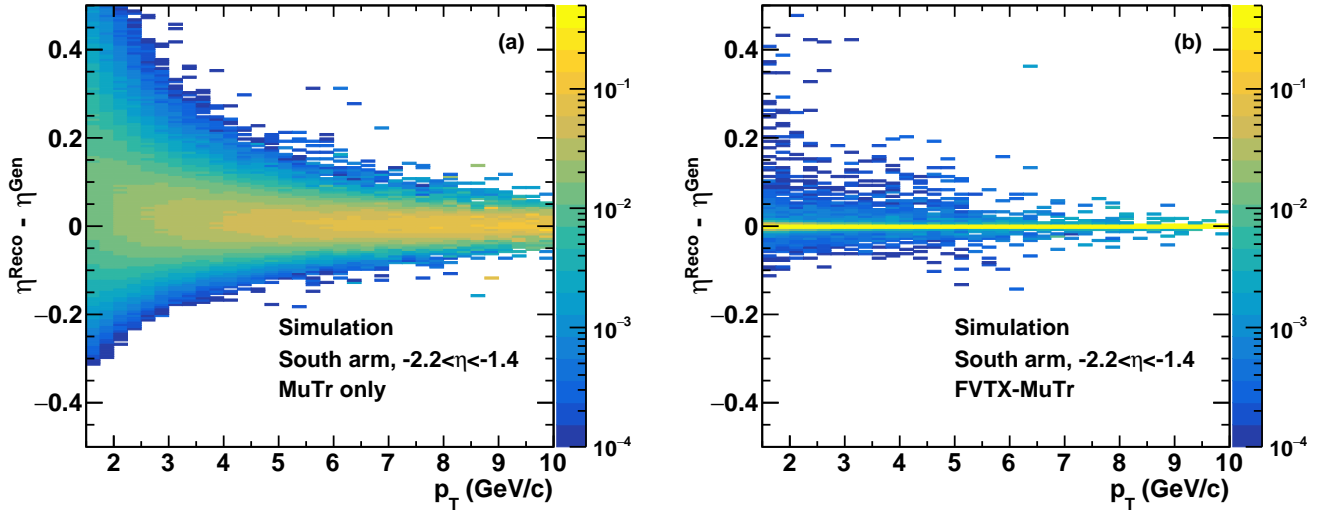 (a)
η^Reco - η^Gen
0.4
0.2
0
−0.2
−0.4
Simulation
South arm, -2.2<η<-1.4
MuTr only
2 3 4 5 6 7 8 9 10
p_T (GeV/c)
10^−1
10^−2
10^−3
10^−4
(b)
η^Reco - η^Gen
0.4
0.2
0
−0.2
−0.4
Simulation
South arm, -2.2<η<-1.4
FVTX-MuTr
2 3 4 5 6 7 8 9 10
p_T (GeV/c)
10^−1
10^−2
10^−3
10^−4